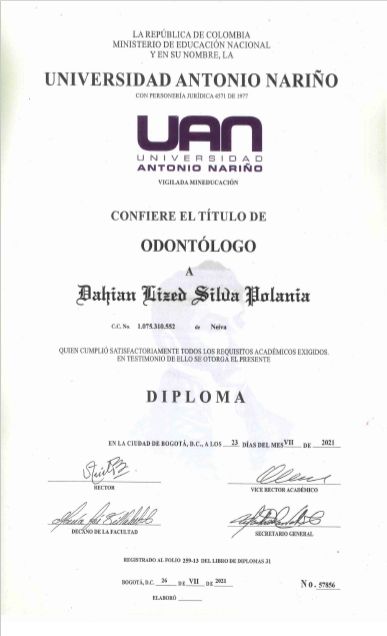 LA REPÚBLICA DE COLOMBIA
MINISTERIO DE EDUCACIÓN NACIONAL
Y EN SU NOMBRE, LA
UNIVERSIDAD ANTONIO NARIÑO
CON PERSONERÍA JURÍDICA 4571 DE 1977
UAN
UNIVERSIDAD
ANTONIO NARIÑO
VIGILADA MINEDUCACIÓN
CONFIERE EL TÍTULO DE
ODONTÓLOGO
A
Dahian Lized Silva Polania
C.C. No. 1.075.310.552 de Neiva
QUIEN CUMPLIÓ SATISFACTORIAMENTE TODOS LOS REQUISITOS ACADÉMICOS EXIGIDOS.
EN TESTIMONIO DE ELLO SE OTORGA EL PRESENTE
DIPLOMA
EN LA CIUDAD DE BOGOTÁ, D.C., A LOS 23 DÍAS DEL MES VII DE 2021
RECTOR
VICE RECTOR ACADÉMICO
DECANO DE LA FACULTAD
SECRETARIO GENERAL
REGISTRADO AL FOLIO 259-13 DEL LIBRO DE DIPLOMAS 31
BOGOTÁ, D.C. 26 DE VII DE 2021
No. 57856
ELABORÓ